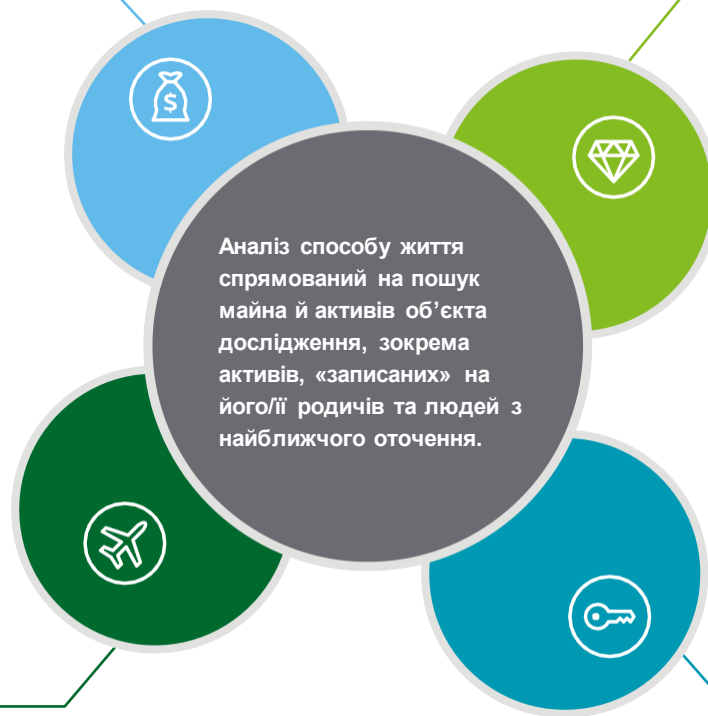 $
Аналіз способу життя
спрямований на пошук
майна й активів об’єкта
дослідження, зокрема
активів, «записаних» на
його/її родичів та людей з
найближчого оточення.